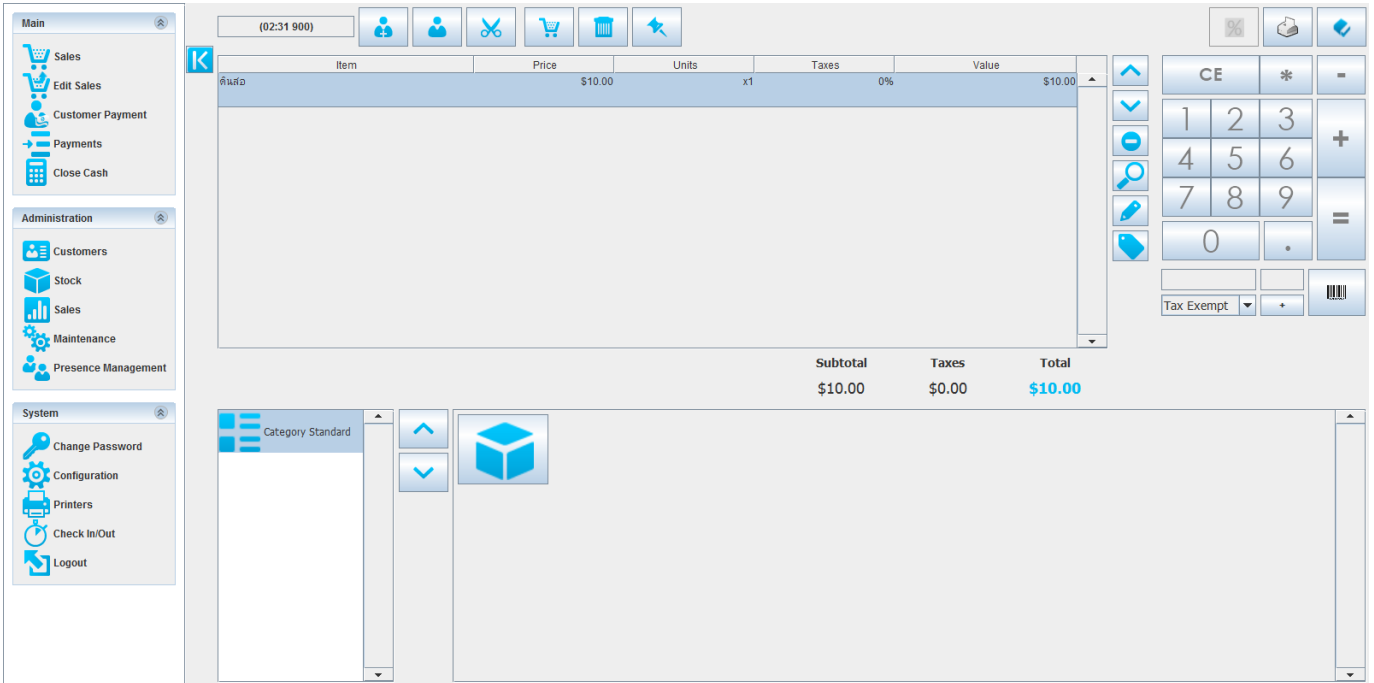 Main
Sales
Edit Sales
Customer Payment
Payments
Close Cash
Administration
Customers
Stock
Sales
Maintenance
Presence Management
System
Change Password
Configuration
Printers
Check In/Out
Logout
(02:31 900)
%
Item Price Units Taxes Value
ดินสอ $10.00 x1 0% $10.00
Subtotal Taxes Total
$10.00 $0.00 $10.00
Category Standard
CE * -
1 2 3 +
4 5 6
7 8 9 =
0 .
Tax Exempt +